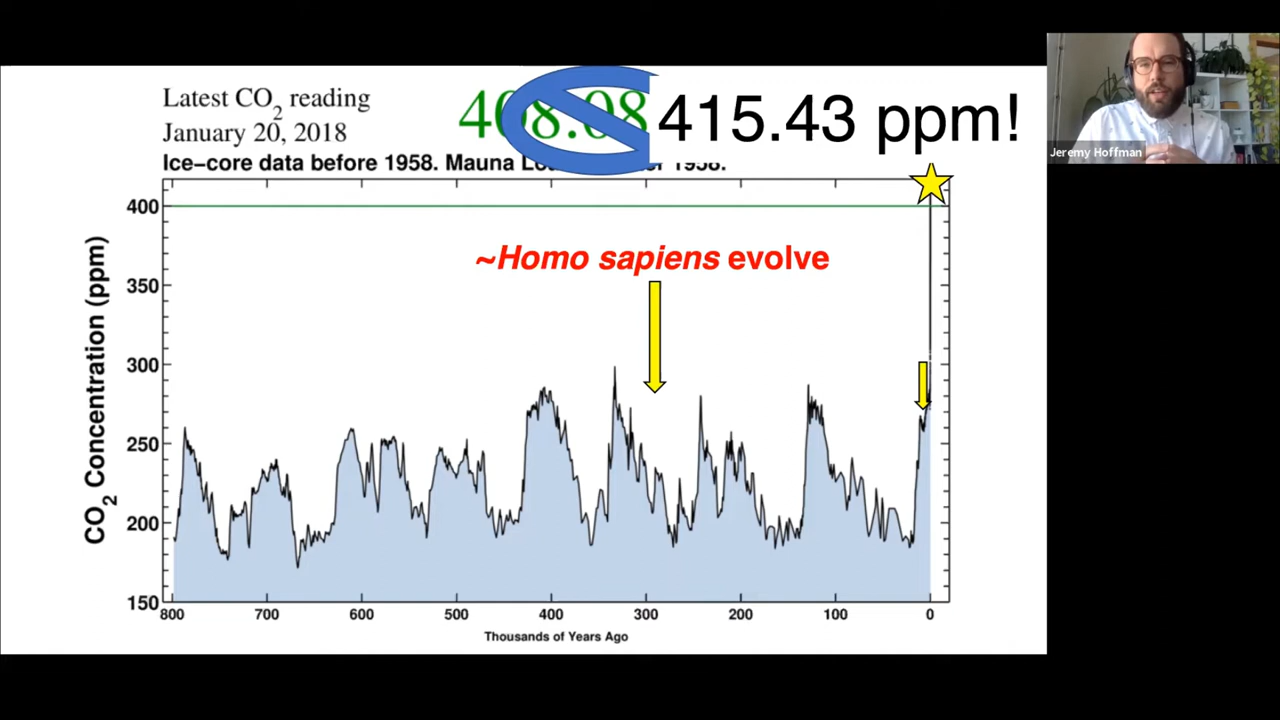 Latest CO2 reading
January 20, 2018
408.08
415.43 ppm!
Ice-core data before 1958. Mauna 1958.
400
350
300
250
200
150
CO2 Concentration (ppm)
~Homo sapiens evolve
800 700 600 500 400 300 200 100 0
Thousands of Years Ago
Jeremy Hoffman